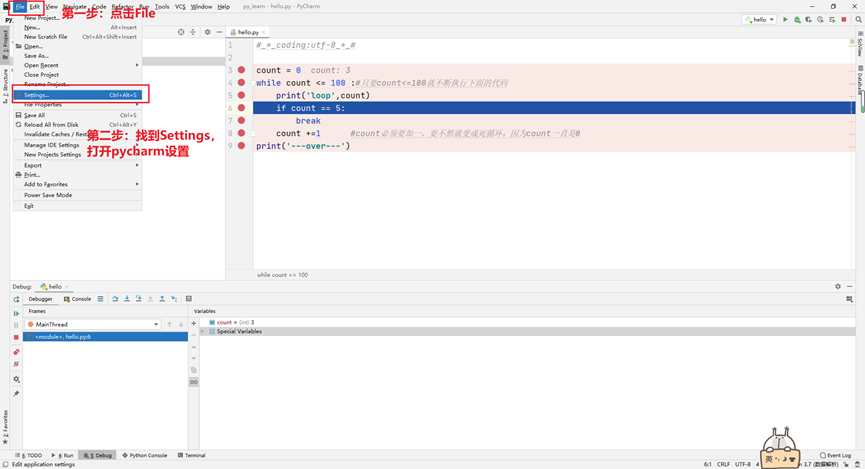 File Edit View Navigate Code Refactor Run Tools VCS Window Help py_learn - hello.py - PyCharm
第一步：点击File
py
hello
New Project...
New... Alt+Insert
New Scratch File Ctrl+Alt+Shift+Insert
Open...
Save As...
Open Recent
Close Project
Rename Project...
Settings... Ctrl+Alt+S
File Properties
Save All Ctrl+S
Reload All from Disk Ctrl+Alt+Y
Invalidate Caches / Rest
Manage IDE Settings
New Projects Settings
Export
Print...
Add to Favorites
Power Save Mode
Exit
第二步：找到Settings，
打开pycharm设置
1: Project
Z: Structure
2: Favorites
SciView
Database
hello.py
1 #_*_coding:utf-8_*_#
2
3 count = 0 count: 3
4 while count <= 100 :#只要count<=100就不断执行下面的代码
5 print('loop',count)
6 if count == 5:
7 break
8 count +=1 #count必须要加一，要不然就变成死循环，因为count一直是0
9 print('---over---')
while count <= 100
Debug: hello
Debugger Console
Frames
Variables
MainThread
<module>, hello.py:6
count = {int} 3
Special Variables
6: TODO 4: Run 5: Debug Python Console Terminal
Event Log
Edit application settings
6:1 CRLF UTF-8 4
n 3.7 (数据解析)
英